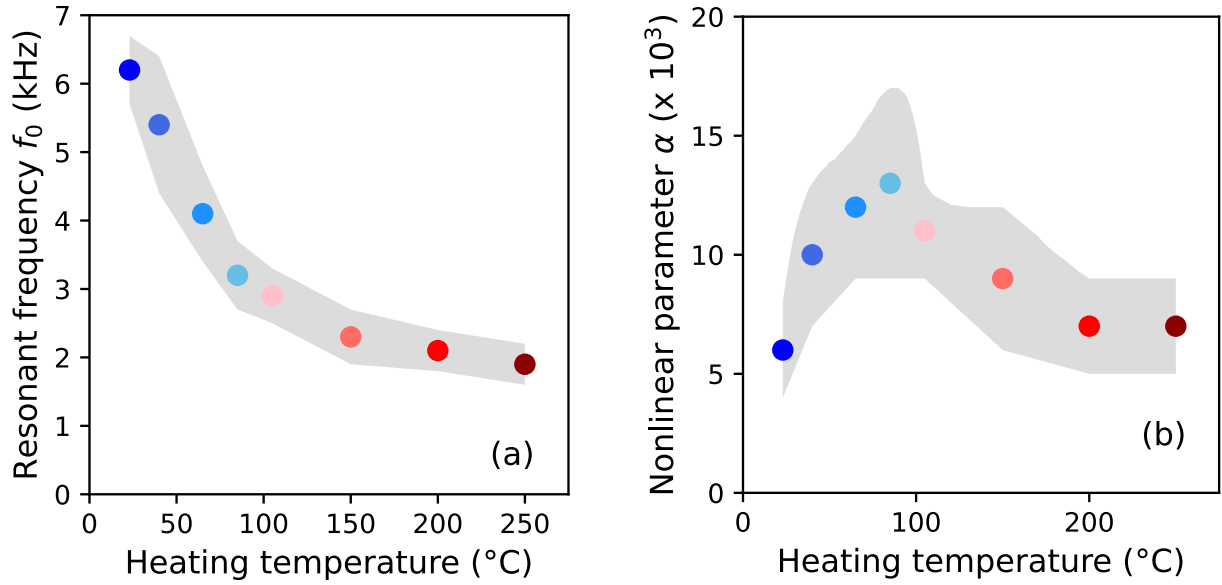 Resonant frequency f₀ (kHz)
7
6
5
4
3
2
1
0
0 50 100 150 200 250
Heating temperature (°C)
(a)
Nonlinear parameter α (x 10³)
20
15
10
5
0
0 100 200
Heating temperature (°C)
(b)